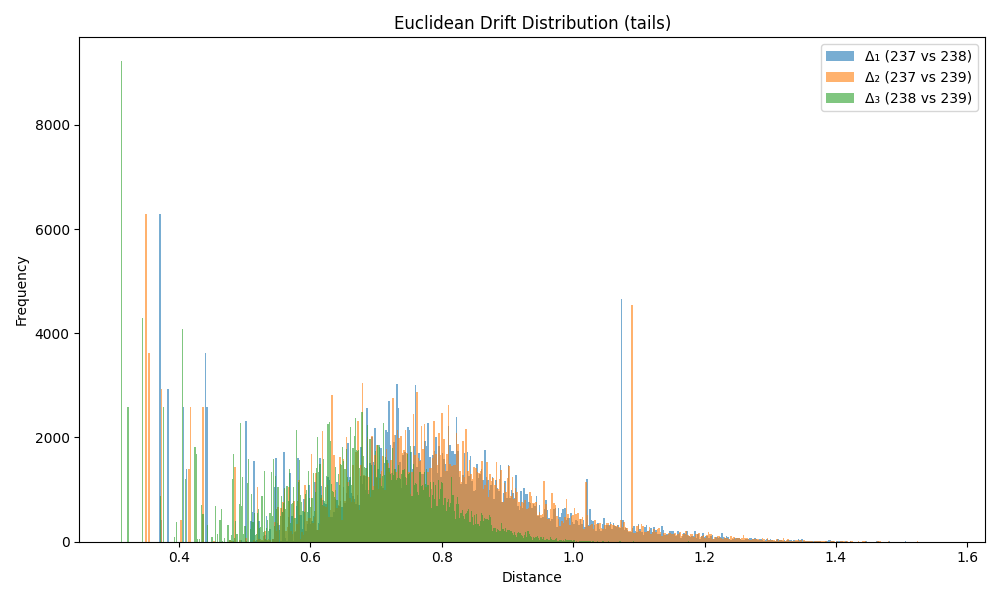 Euclidean Drift Distribution (tails)
Δ₁ (237 vs 238)
Δ₂ (237 vs 239)
Δ₃ (238 vs 239)
Frequency
8000
6000
4000
2000
0
0.4 0.6 0.8 1.0 1.2 1.4 1.6
Distance